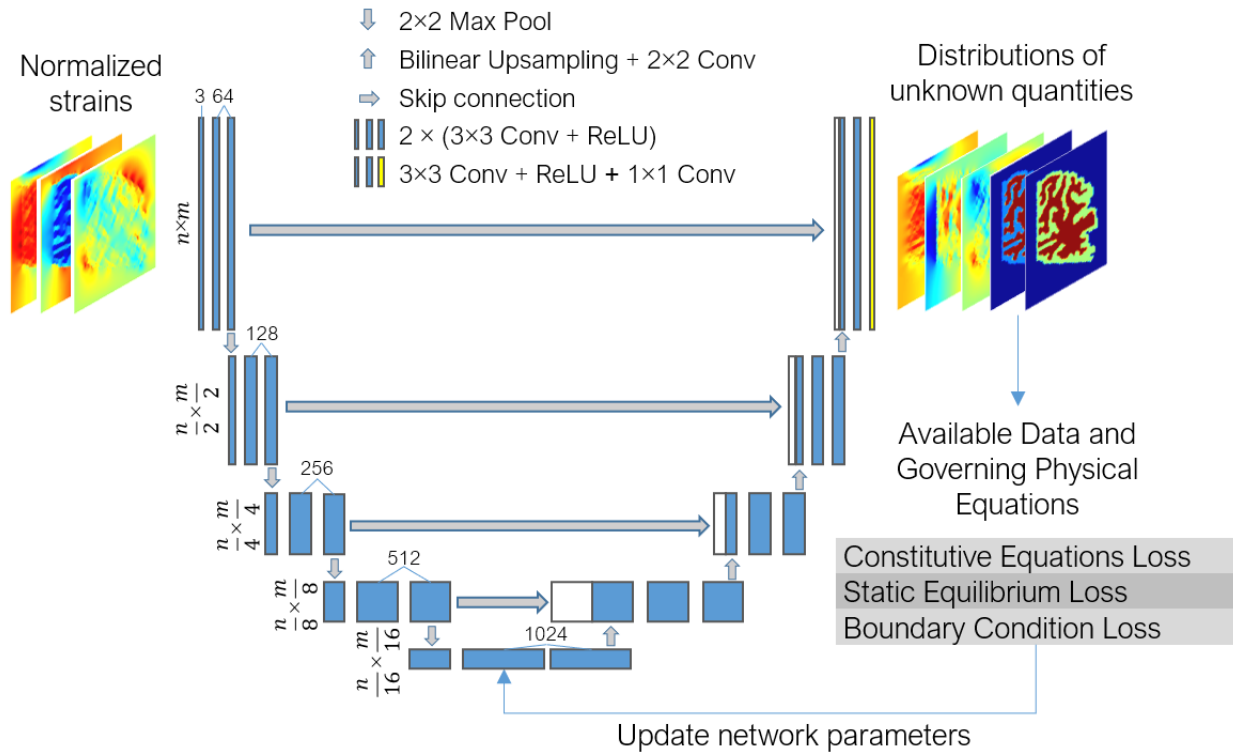 2×2 Max Pool
Bilinear Upsampling + 2×2 Conv
Skip connection
2 × (3×3 Conv + ReLU)
3×3 Conv + ReLU + 1×1 Conv
Normalized
strains
3 64
n×m
128
n/2 × m/2
256
n/4 × m/4
512
n/8 × m/8
1024
n/16 × m/16
Distributions of
unknown quantities
Available Data and
Governing Physical
Equations
Constitutive Equations Loss
Static Equilibrium Loss
Boundary Condition Loss
Update network parameters